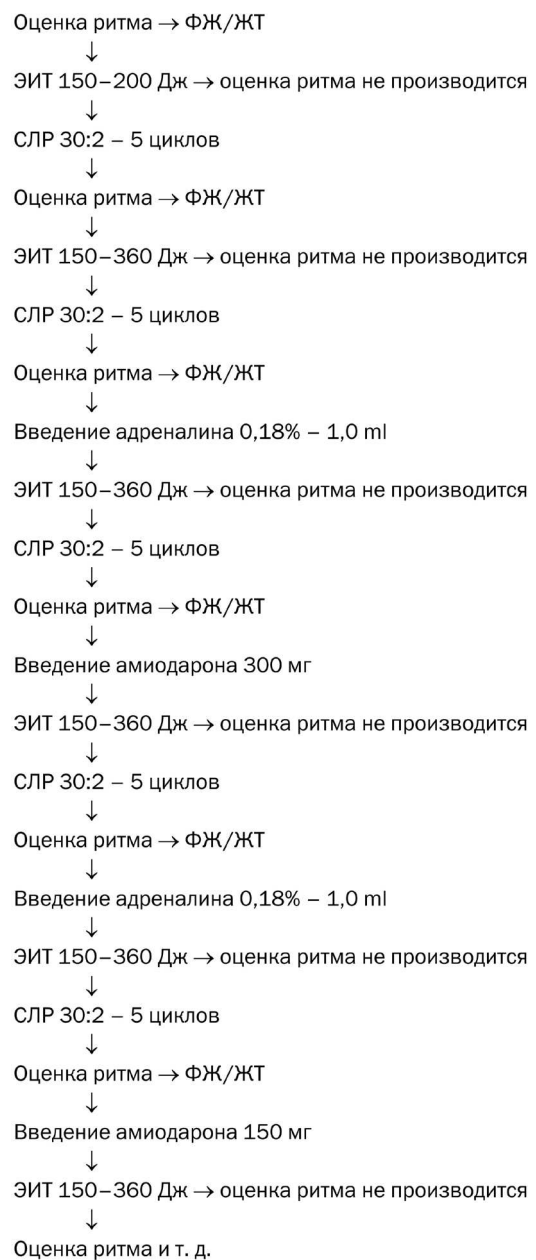 Оценка ритма → ФЖ/ЖТ
↓
ЭИТ 150–200 Дж → оценка ритма не производится
↓
СЛР 30:2 – 5 циклов
↓
Оценка ритма → ФЖ/ЖТ
↓
ЭИТ 150–360 Дж → оценка ритма не производится
↓
СЛР 30:2 – 5 циклов
↓
Оценка ритма → ФЖ/ЖТ
↓
Введение адреналина 0,18% – 1,0 ml
↓
ЭИТ 150–360 Дж → оценка ритма не производится
↓
СЛР 30:2 – 5 циклов
↓
Оценка ритма → ФЖ/ЖТ
↓
Введение амиодарона 300 мг
↓
ЭИТ 150–360 Дж → оценка ритма не производится
↓
СЛР 30:2 – 5 циклов
↓
Оценка ритма → ФЖ/ЖТ
↓
Введение адреналина 0,18% – 1,0 ml
↓
ЭИТ 150–360 Дж → оценка ритма не производится
↓
СЛР 30:2 – 5 циклов
↓
Оценка ритма → ФЖ/ЖТ
↓
Введение амиодарона 150 мг
↓
ЭИТ 150–360 Дж → оценка ритма не производится
↓
Оценка ритма и т. д.